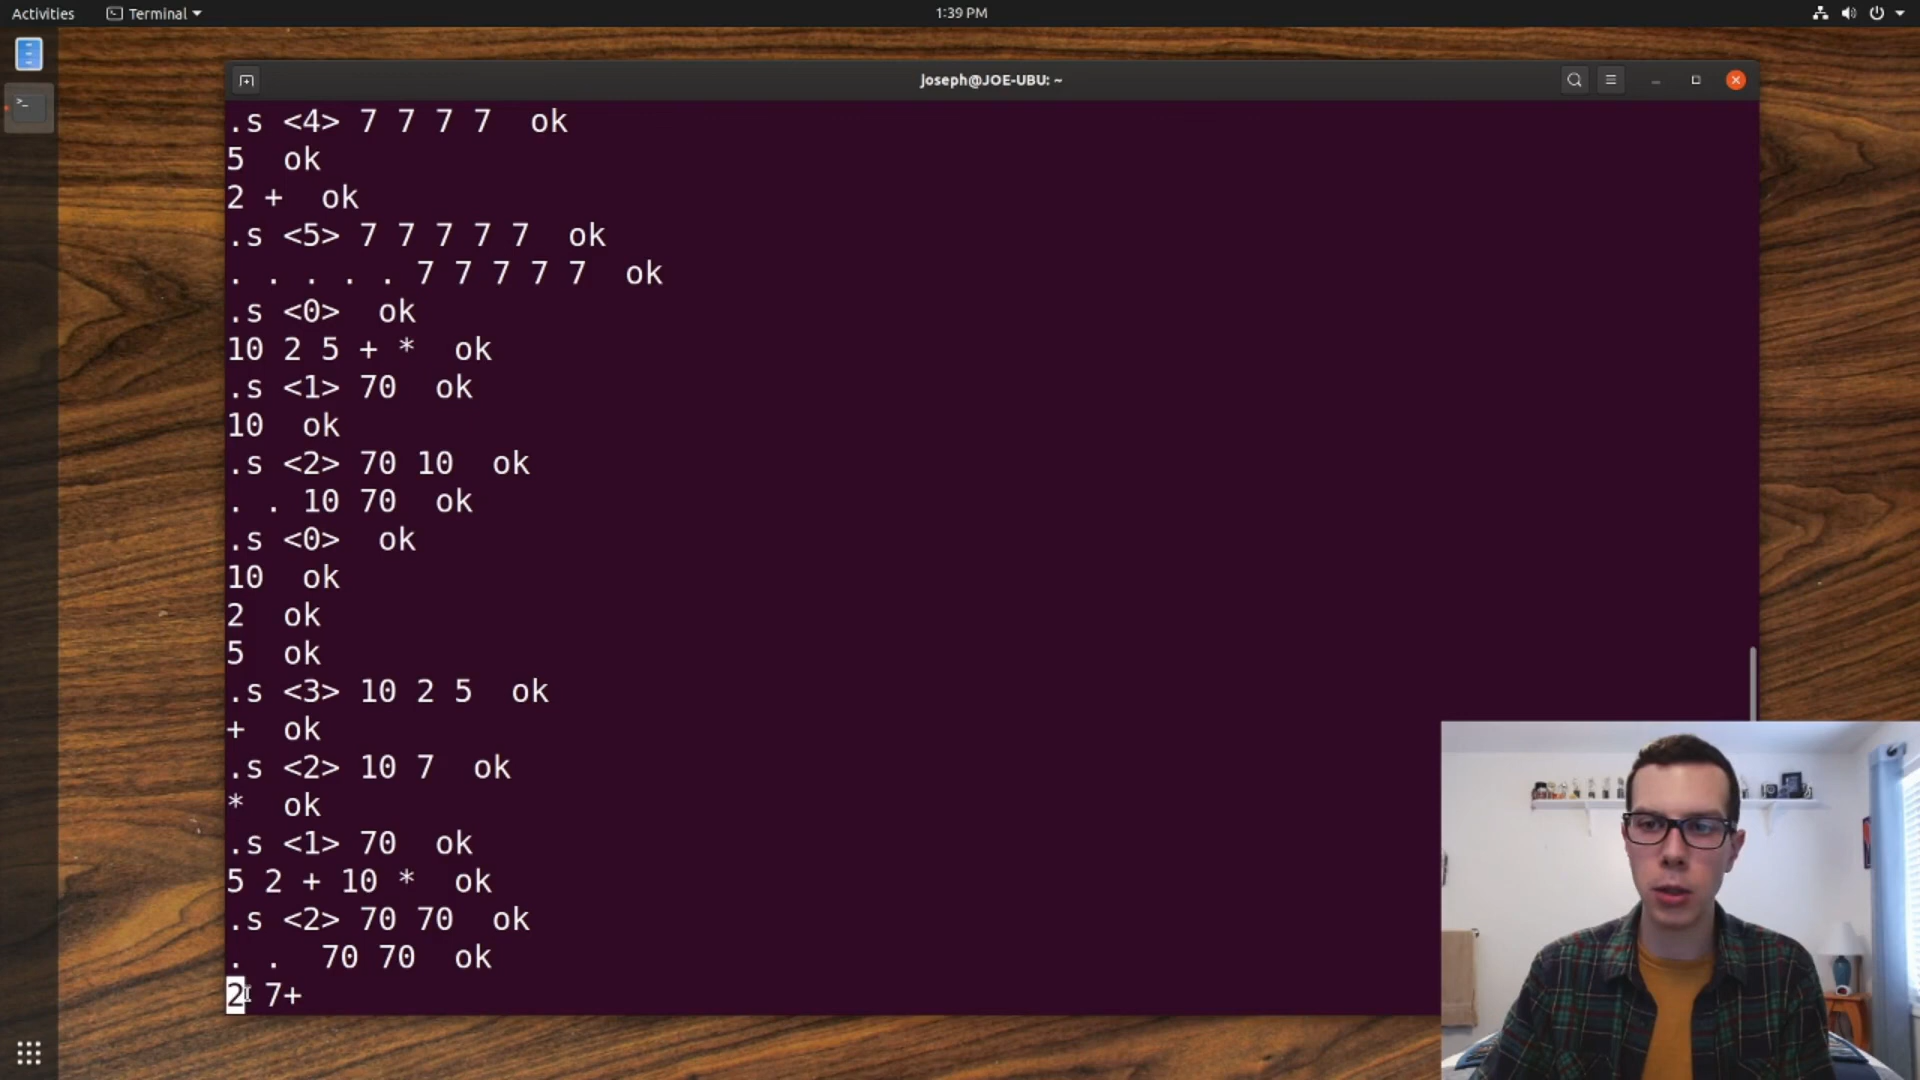 Activities Terminal 1:39 PM
joseph@JOE-UBU: ~
.s <4> 7 7 7 7 ok
5 ok
2 + ok
.s <5> 7 7 7 7 7 ok
. . . . . 7 7 7 7 7 ok
.s <0> ok
10 2 5 + * ok
.s <1> 70 ok
10 ok
.s <2> 70 10 ok
. . 10 70 ok
.s <0> ok
10 ok
2 ok
5 ok
.s <3> 10 2 5 ok
+ ok
.s <2> 10 7 ok
* ok
.s <1> 70 ok
5 2 + 10 * ok
.s <2> 70 70 ok
. . 70 70 ok
2 7+